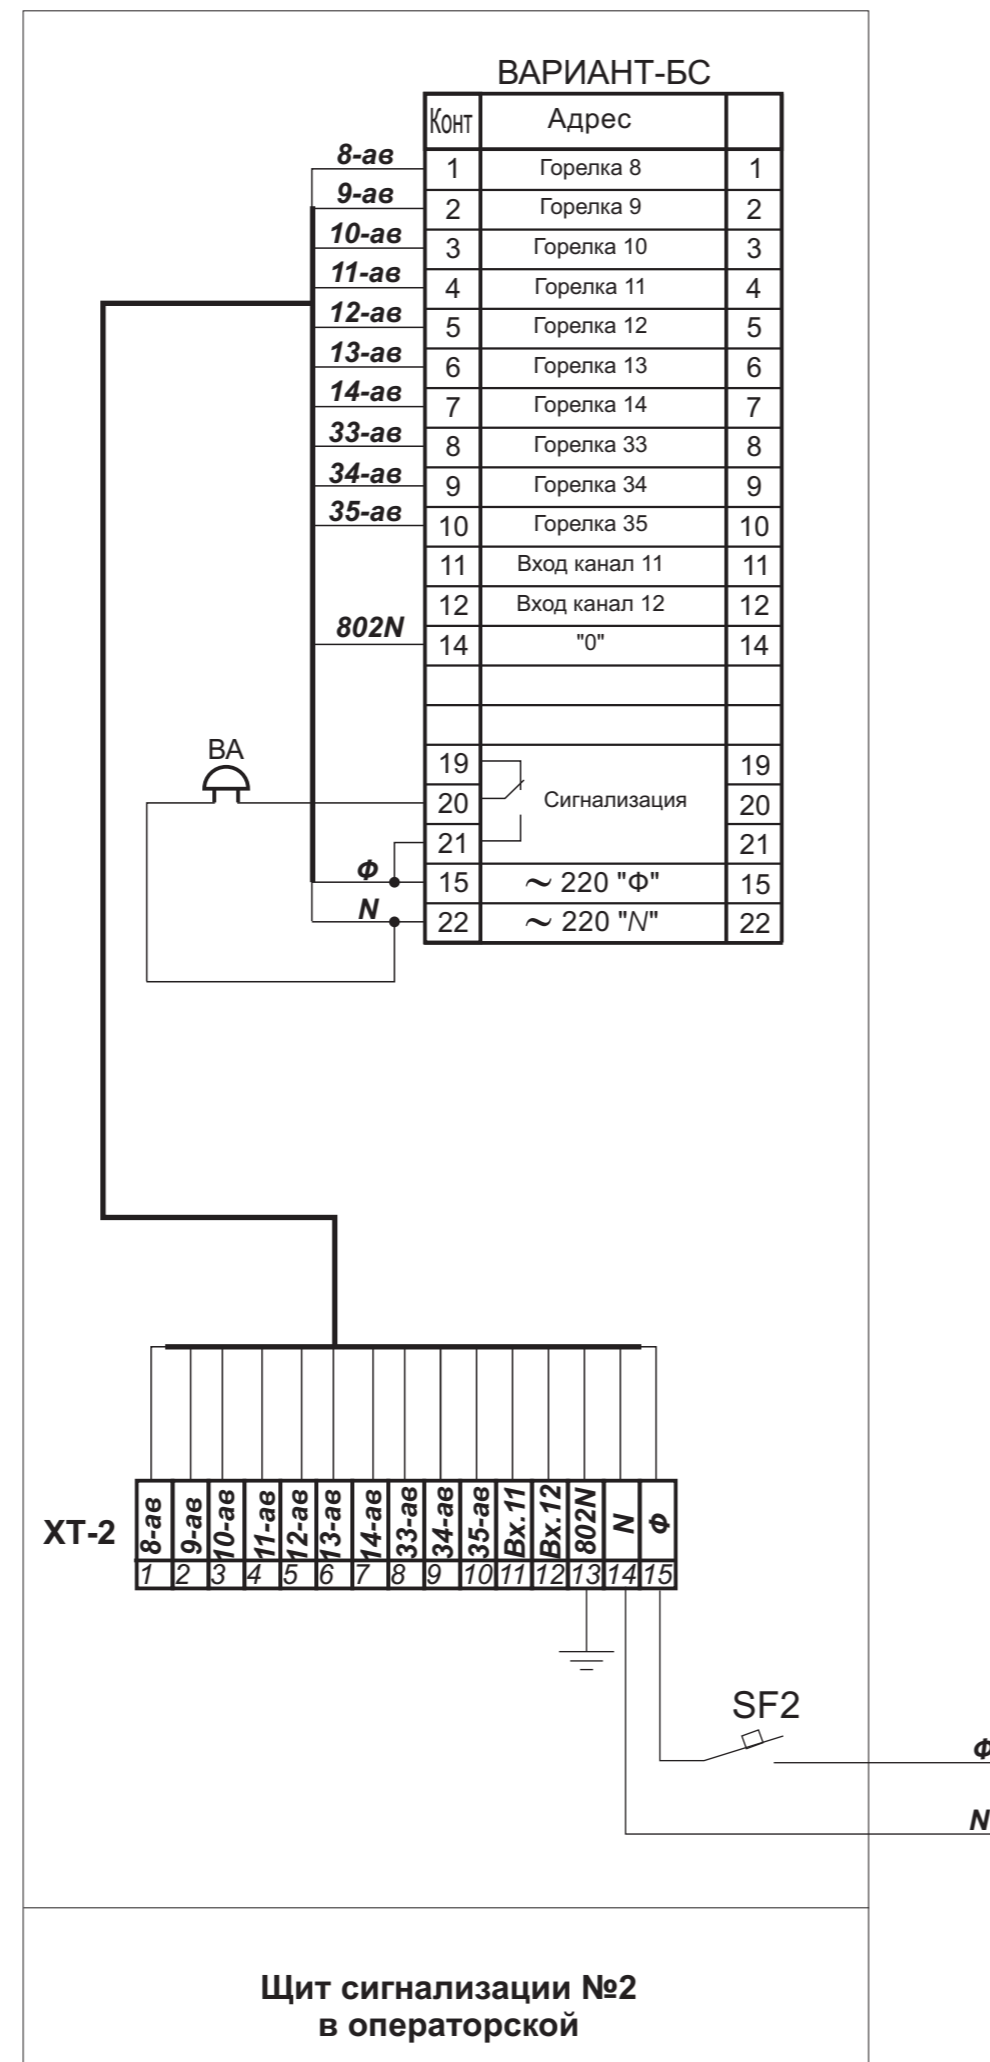 ВАРИАНТ-БС
Конт Адрес
8-ав 1 Горелка 8 1
9-ав 2 Горелка 9 2
10-ав 3 Горелка 10 3
11-ав 4 Горелка 11 4
12-ав 5 Горелка 12 5
13-ав 6 Горелка 13 6
14-ав 7 Горелка 14 7
33-ав 8 Горелка 33 8
34-ав 9 Горелка 34 9
35-ав 10 Горелка 35 10
11 Вход канал 11 11
12 Вход канал 12 12
802N 14 "0" 14
ВА
19 19
20 Сигнализация 20
21 21
Ф 15 ~ 220 "Ф" 15
N 22 ~ 220 "N" 22
ХТ-2
8-ав 9-ав 10-ав 11-ав 12-ав 13-ав 14-ав 33-ав 34-ав 35-ав Вх.11 Вх.12 802N N Ф
1 2 3 4 5 6 7 8 9 10 11 12 13 14 15
SF2
Ф
N
Щит сигнализации №2
в операторской